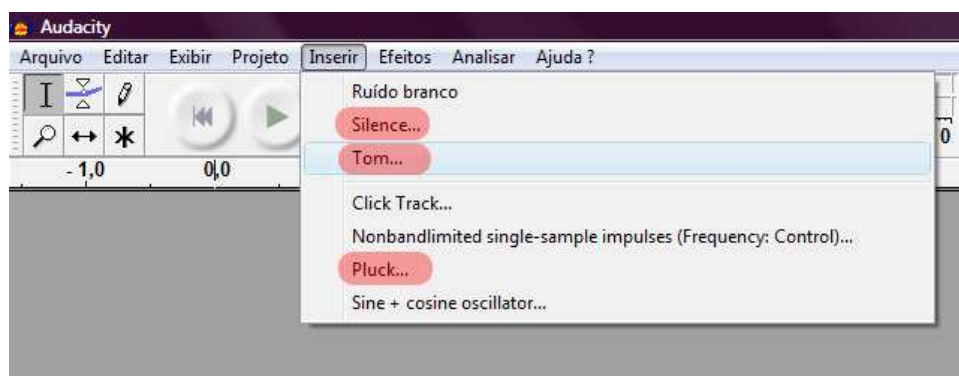 Audacity
Arquivo Editar Exibir Projeto Inserir Efeitos Analisar Ajuda ?
Ruído branco
Silence...
Tom...
0
- 1,0 0,0
Click Track...
Nonbandlimited single-sample impulses (Frequency: Control)...
Pluck...
Sine + cosine oscillator...